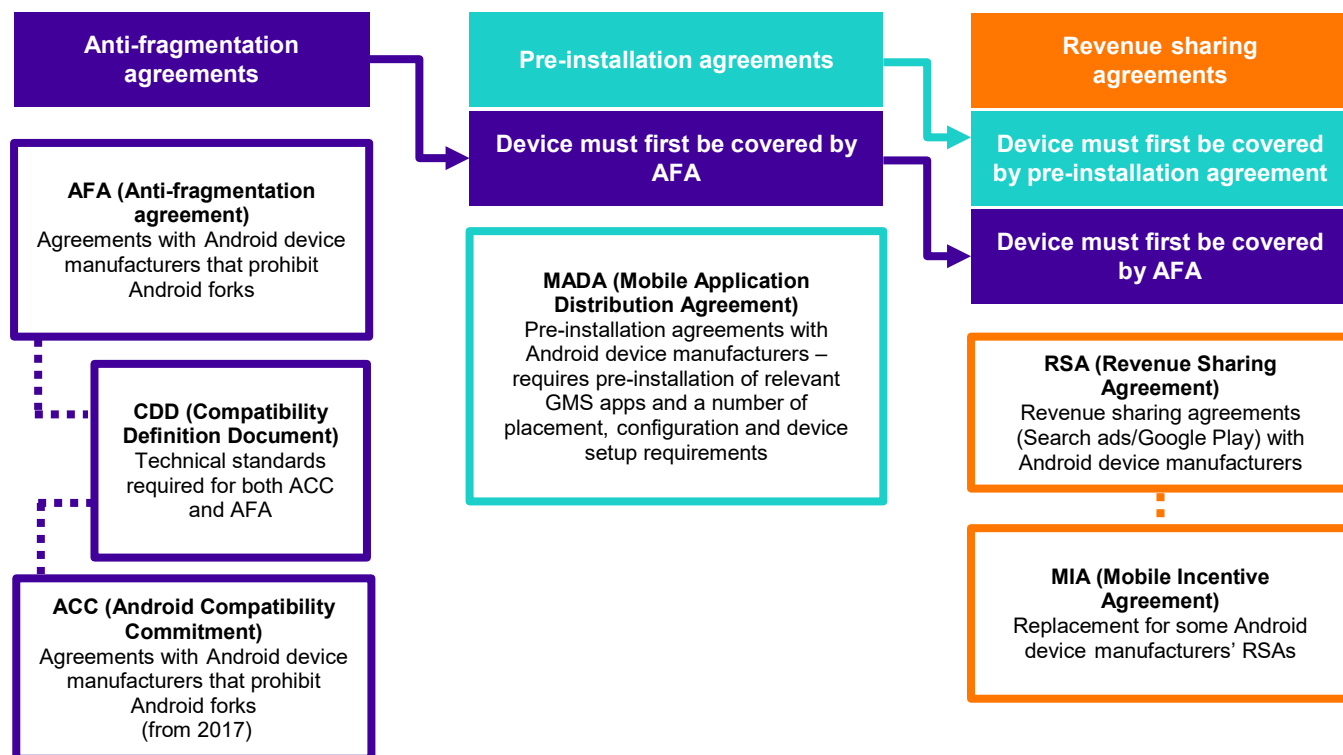 Anti-fragmentation
agreements
AFA (Anti-fragmentation
agreement)
Agreements with Android device
manufacturers that prohibit
Android forks
CDD (Compatibility
Definition Document)
Technical standards
required for both ACC
and AFA
ACC (Android Compatibility
Commitment)
Agreements with Android device
manufacturers that prohibit
Android forks
(from 2017)
Pre-installation agreements
Device must first be covered by
AFA
MADA (Mobile Application
Distribution Agreement)
Pre-installation agreements with
Android device manufacturers –
requires pre-installation of relevant
GMS apps and a number of
placement, configuration and device
setup requirements
Revenue sharing
agreements
Device must first be covered
by pre-installation agreement
Device must first be covered
by AFA
RSA (Revenue Sharing
Agreement)
Revenue sharing agreements
(Search ads/Google Play) with
Android device manufacturers
MIA (Mobile Incentive
Agreement)
Replacement for some Android
device manufacturers’ RSAs